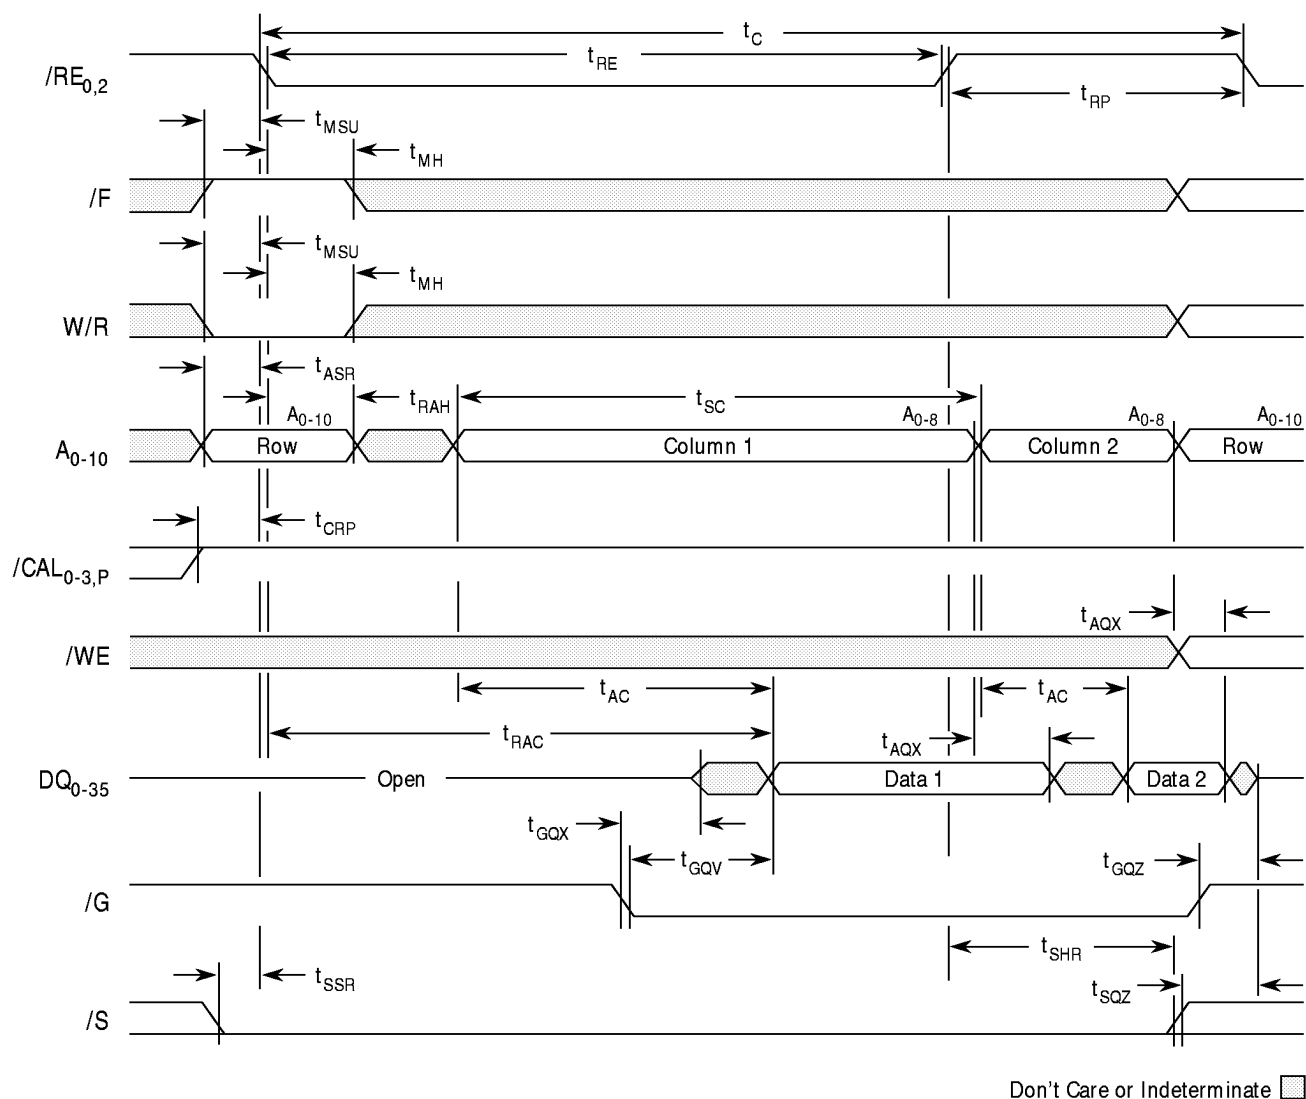 tC
tRE
/RE0,2
tRP
tMSU
tMH
/F
tMSU
tMH
W/R
tASR
tRAH
tSC
A0-10
A0-8
A0-8
A0-10
A0-10
Row
Column 1
Column 2
Row
tCRP
/CAL0-3,P
tAQX
/WE
tAC
tAC
tRAC
tAQX
DQ0-35
Open
Data 1
Data 2
tGQX
tGQV
tGQZ
/G
tSHR
tSSR
tSQZ
/S
Don't Care or Indeterminate